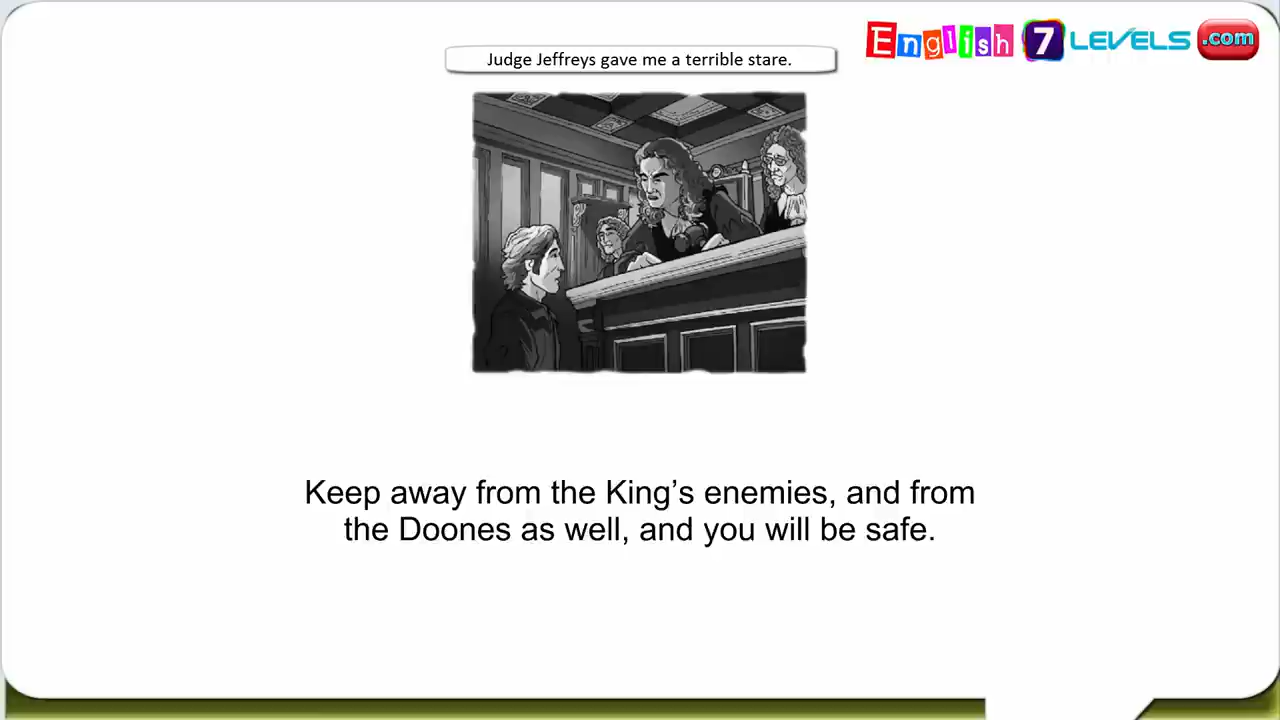 English 7 LEVELS .com
Judge Jeffreys gave me a terrible stare.
Keep away from the King’s enemies, and from
the Doones as well, and you will be safe.